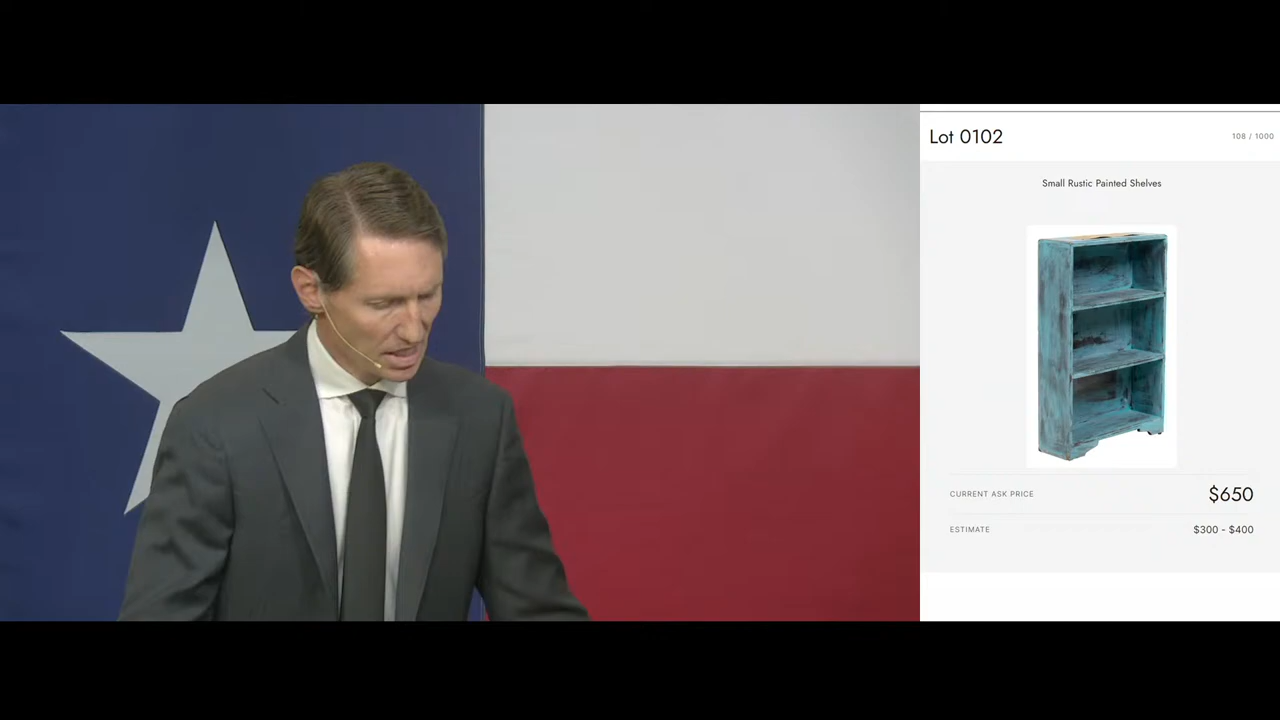 Lot 0102
108 / 1000
Small Rustic Painted Shelves
CURRENT ASK PRICE
$650
ESTIMATE
$300 - $400